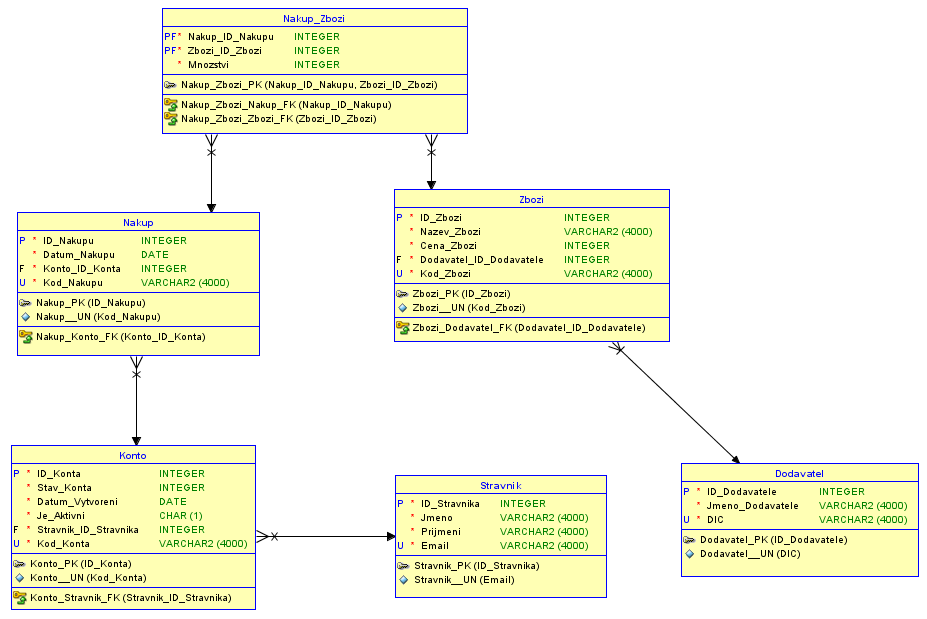 Nakup_Zbozi
PF* Nakup_ID_Nakupu INTEGER
PF* Zbozi_ID_Zbozi INTEGER
* Mnozstvi INTEGER
Nakup_Zbozi_PK (Nakup_ID_Nakupu, Zbozi_ID_Zbozi)
Nakup_Zbozi_Nakup_FK (Nakup_ID_Nakupu)
Nakup_Zbozi_Zbozi_FK (Zbozi_ID_Zbozi)
Nakup
P * ID_Nakupu INTEGER
* Datum_Nakupu DATE
F * Konto_ID_Konta INTEGER
U * Kod_Nakupu VARCHAR2 (4000)
Nakup_PK (ID_Nakupu)
Nakup__UN (Kod_Nakupu)
Nakup_Konto_FK (Konto_ID_Konta)
Zbozi
P * ID_Zbozi INTEGER
* Nazev_Zbozi VARCHAR2 (4000)
* Cena_Zbozi INTEGER
F * Dodavatel_ID_Dodavatele INTEGER
U * Kod_Zbozi VARCHAR2 (4000)
Zbozi_PK (ID_Zbozi)
Zbozi__UN (Kod_Zbozi)
Zbozi_Dodavatel_FK (Dodavatel_ID_Dodavatele)
Konto
P * ID_Konta INTEGER
* Stav_Konta INTEGER
* Datum_Vytvoreni DATE
* Je_Aktivni CHAR (1)
F * Stravnik_ID_Stravnika INTEGER
U * Kod_Konta VARCHAR2 (4000)
Konto_PK (ID_Konta)
Konto__UN (Kod_Konta)
Konto_Stravnik_FK (Stravnik_ID_Stravnika)
Stravnik
P * ID_Stravnika INTEGER
* Jmeno VARCHAR2 (4000)
* Prijmeni VARCHAR2 (4000)
U * Email VARCHAR2 (4000)
Stravnik_PK (ID_Stravnika)
Stravnik__UN (Email)
Dodavatel
P * ID_Dodavatele INTEGER
* Jmeno_Dodavatele VARCHAR2 (4000)
U * DIC VARCHAR2 (4000)
Dodavatel_PK (ID_Dodavatele)
Dodavatel__UN (DIC)